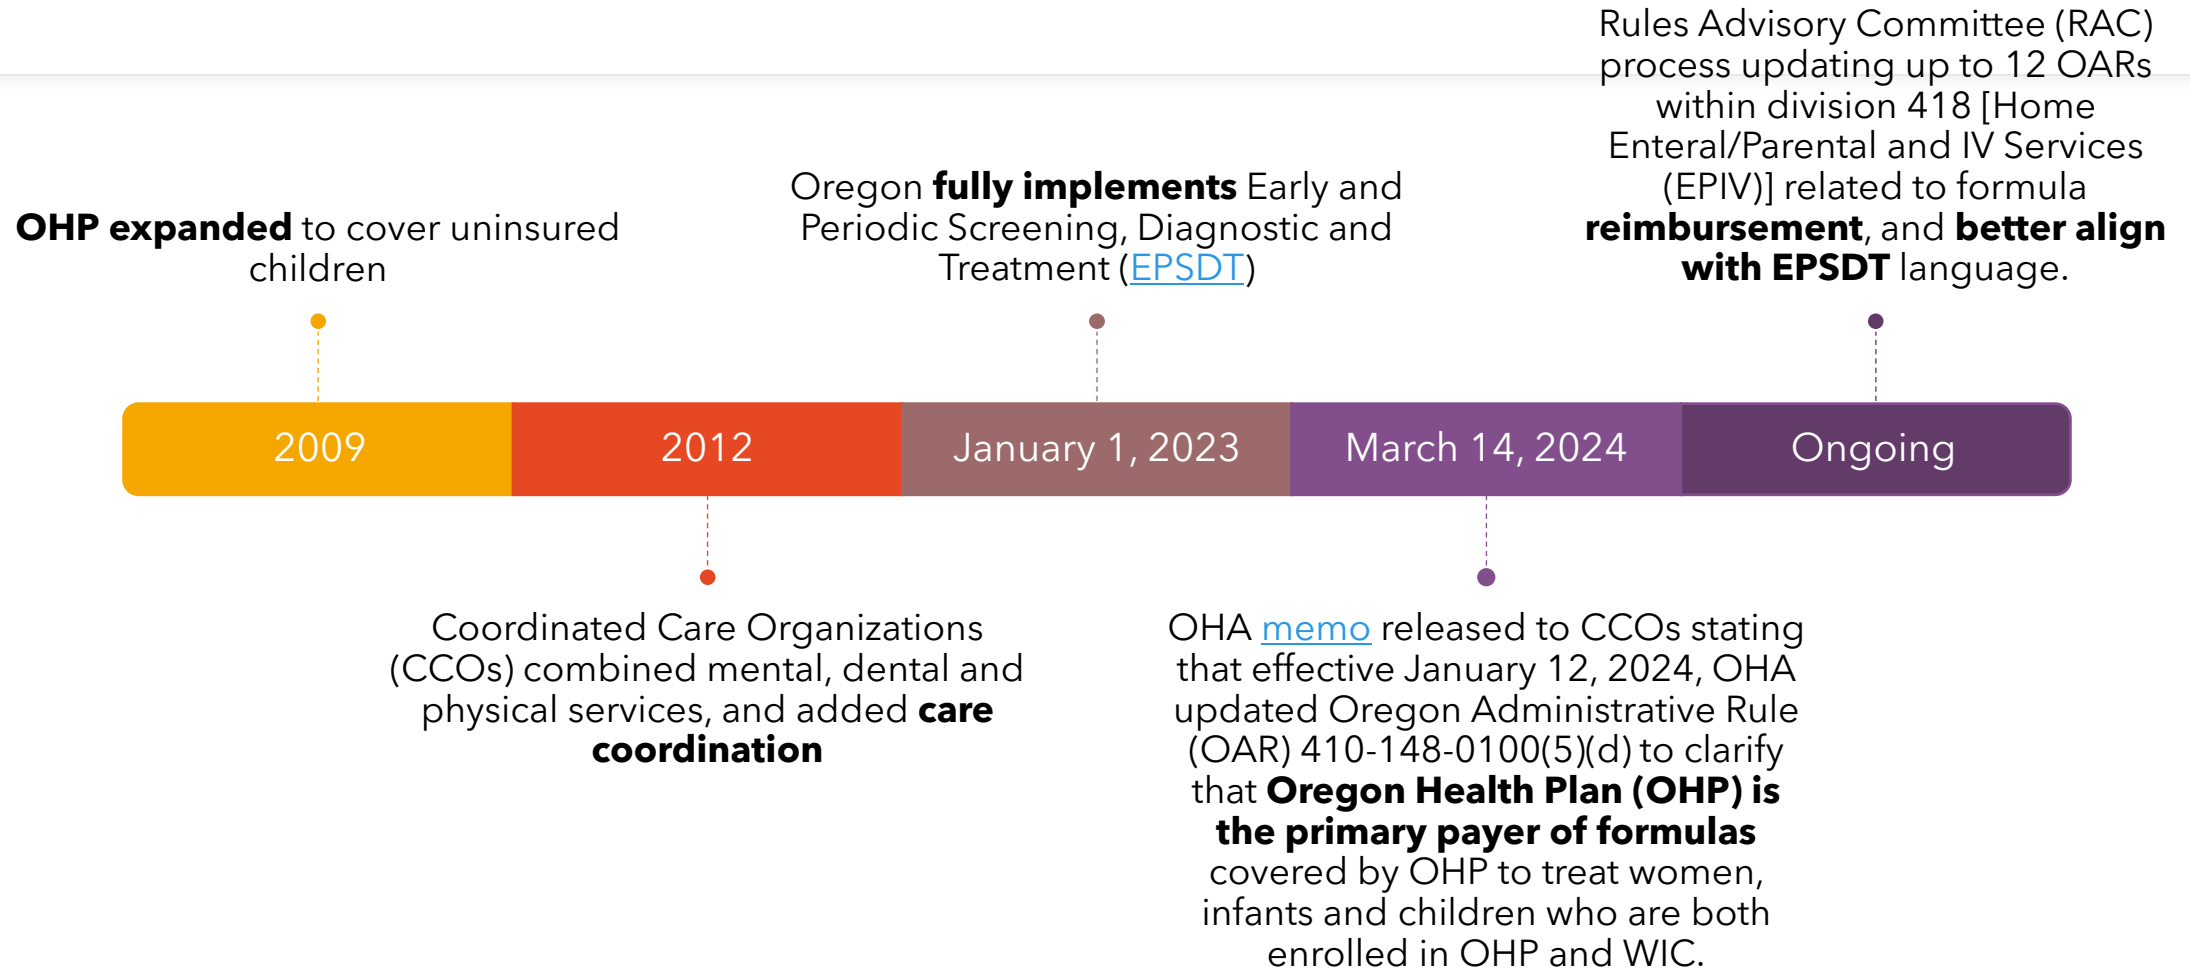 OHP expanded to cover uninsured
children
Oregon fully implements Early and
Periodic Screening, Diagnostic and
Treatment (EPSDT)
Rules Advisory Committee (RAC)
process updating up to 12 OARs
within division 418 [Home
Enteral/Parental and IV Services
(EPIV)] related to formula
reimbursement, and better align
with EPSDT language.
2009
2012
January 1, 2023
March 14, 2024
Ongoing
Coordinated Care Organizations
(CCOs) combined mental, dental and
physical services, and added care
coordination
OHA memo released to CCOs stating
that effective January 12, 2024, OHA
updated Oregon Administrative Rule
(OAR) 410-148-0100(5)(d) to clarify
that Oregon Health Plan (OHP) is
the primary payer of formulas
covered by OHP to treat women,
infants and children who are both
enrolled in OHP and WIC.